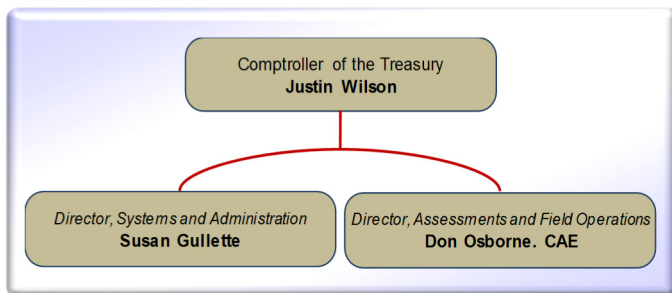 Comptroller of the Treasury
Justin Wilson
Director, Systems and Administration
Susan Gullette
Director, Assessments and Field Operations
Don Osborne. CAE